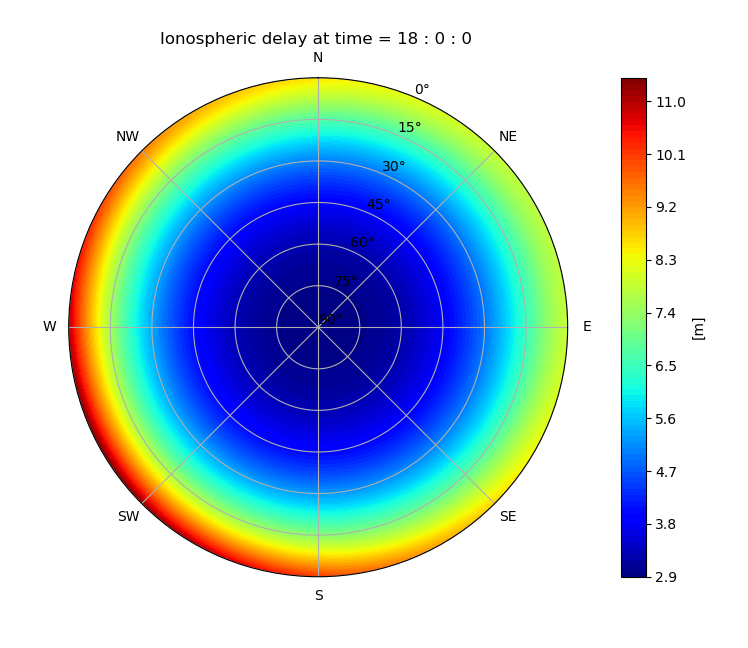 Ionospheric delay at time = 18 : 0 : 0
N
0°
NW
15°
NE
30°
45°
60°
75°
90°
W
E
SW
SE
S
11.0
10.1
9.2
8.3
7.4
6.5
5.6
4.7
3.8
2.9
[m]